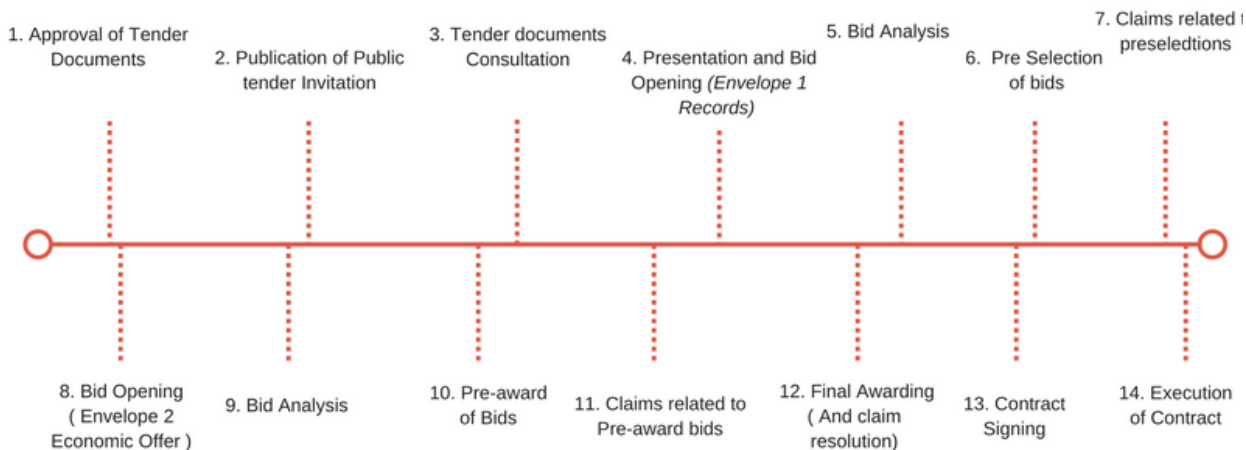 1. Approval of Tender
Documents
2. Publication of Public
tender Invitation
3. Tender documents
Consultation
4. Presentation and Bid
Opening (Envelope 1
Records)
5. Bid Analysis
6. Pre Selection
of bids
7. Claims related t
preseledtions
8. Bid Opening
( Envelope 2
Economic Offer )
9. Bid Analysis
10. Pre-award
of Bids
11. Claims related to
Pre-award bids
12. Final Awarding
( And claim
resolution)
13. Contract
Signing
14. Execution
of Contract